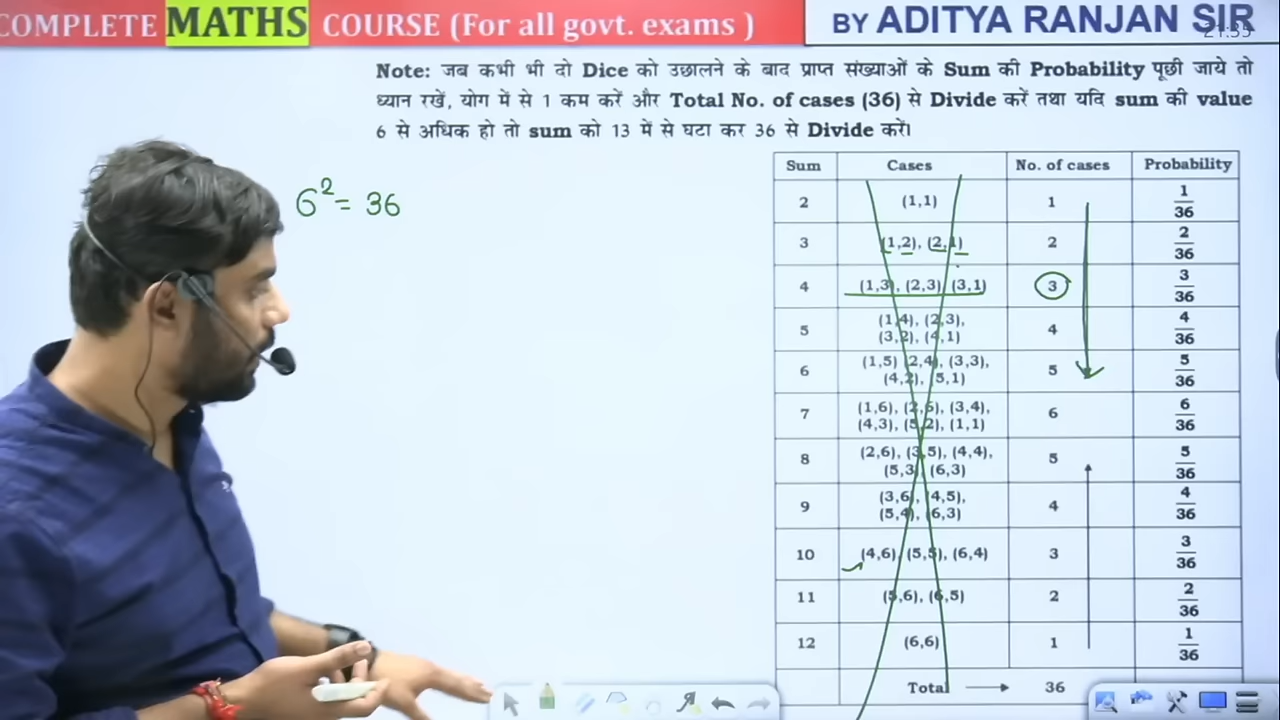 COMPLETE MATHS COURSE (For all govt. exams )
BY ADITYA RANJAN SIR
Note: जब कभी भी दो Dice को उछालने के बाद प्राप्त संख्याओं के Sum की Probability पूछी जाये तो
ध्यान रखें, योग में से 1 कम करें और Total No. of cases (36) से Divide करें तथा यदि sum की value
6 से अधिक हो तो sum को 13 में से घटा कर 36 से Divide करें।
6² = 36
Sum Cases No. of cases Probability
2 (1,1) 1 1/36
3 (1,2), (2,1) 2 2/36
4 (1,3), (2,3) (3,1) 3 3/36
5 (1,4), (2,3),
(3,2), (4,1) 4 4/36
6 (1,5) (2,4), (3,3),
(4,2), (5,1) 5 5/36
7 (1,6), (2,5), (3,4),
(4,3), (5,2), (1,1) 6 6/36
8 (2,6), (3,5), (4,4),
(5,3) (6,3) 5 5/36
9 (3,6), (4,5),
(5,4), (6,3) 4 4/36
10 (4,6), (5,5), (6,4) 3 3/36
11 (5,6), (6,5) 2 2/36
12 (6,6) 1 1/36
Total 36